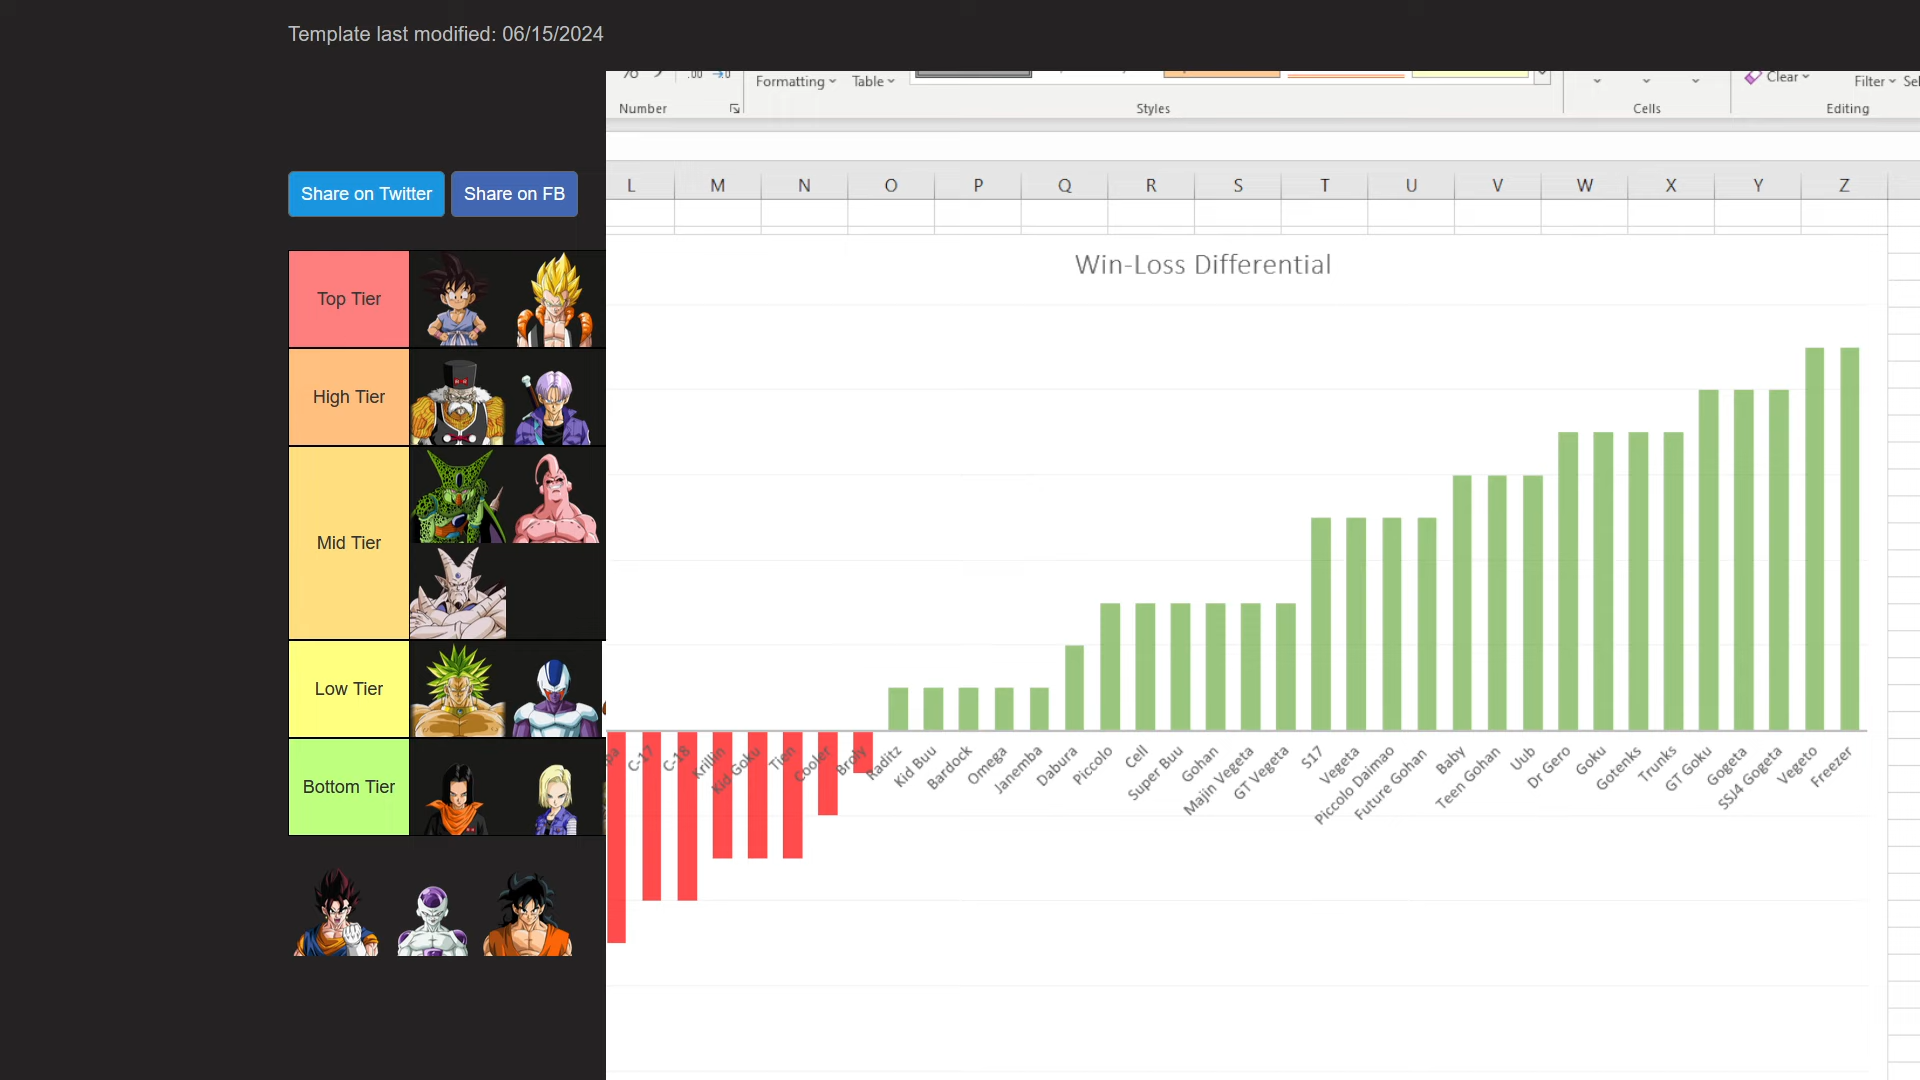 Template last modified: 06/15/2024
.00
Formatting
Table
Clear
Filter
Number
Styles
Cells
Editing
Share on Twitter
Share on FB
L M N O P Q R S T U V W X Y Z
Win-Loss Differential
Top Tier
High Tier
Mid Tier
Low Tier
Bottom Tier
C-17
C-18
Krillin
Kid Goku
Tien
Cooler
Broly
Raditz
Kid Buu
Bardock
Omega
Janemba
Dabura
Piccolo
Cell
Super Buu
Gohan
Majin Vegeta
GT Vegeta
S17
Vegeta
Piccolo Daimao
Future Gohan
Baby
Teen Gohan
Uub
Dr Gero
Goku
Gotenks
Trunks
GT Goku
Gogeta
SSJ4 Gogeta
Vegeto
Freezer